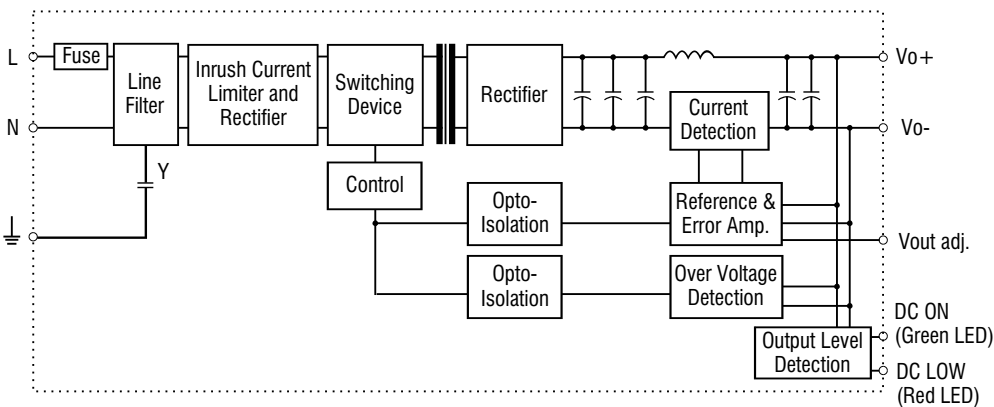 L
Fuse
Line
Filter
Inrush Current
Limiter and
Rectifier
Switching
Device
Rectifier
Vo+
N
Current
Detection
Vo-
Y
Control
Opto-
Isolation
Reference &
Error Amp.
Vout adj.
Opto-
Isolation
Over Voltage
Detection
DC ON
(Green LED)
Output Level
Detection
DC LOW
(Red LED)